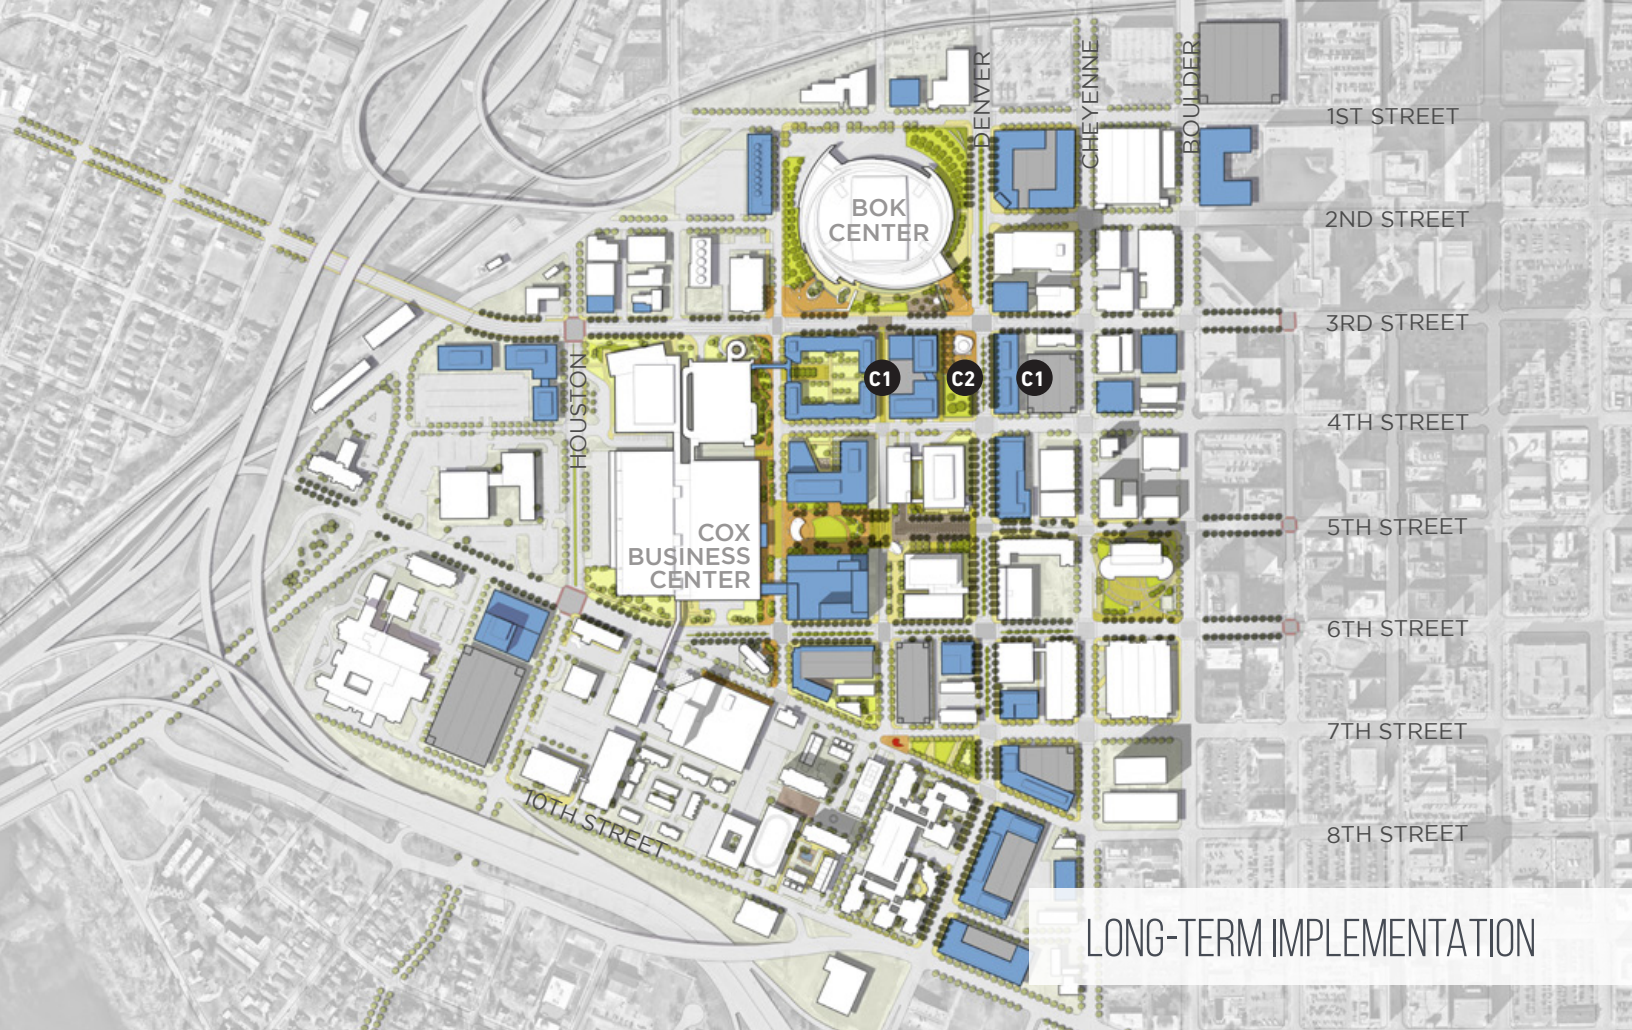 DENVER
CHEYENNE
BOULDER
1ST STREET
BOK
CENTER
2ND STREET
3RD STREET
HOUSTON
C1
C2
C1
4TH STREET
COX
BUSINESS
CENTER
5TH STREET
6TH STREET
7TH STREET
10TH STREET
8TH STREET
LONG-TERM IMPLEMENTATION